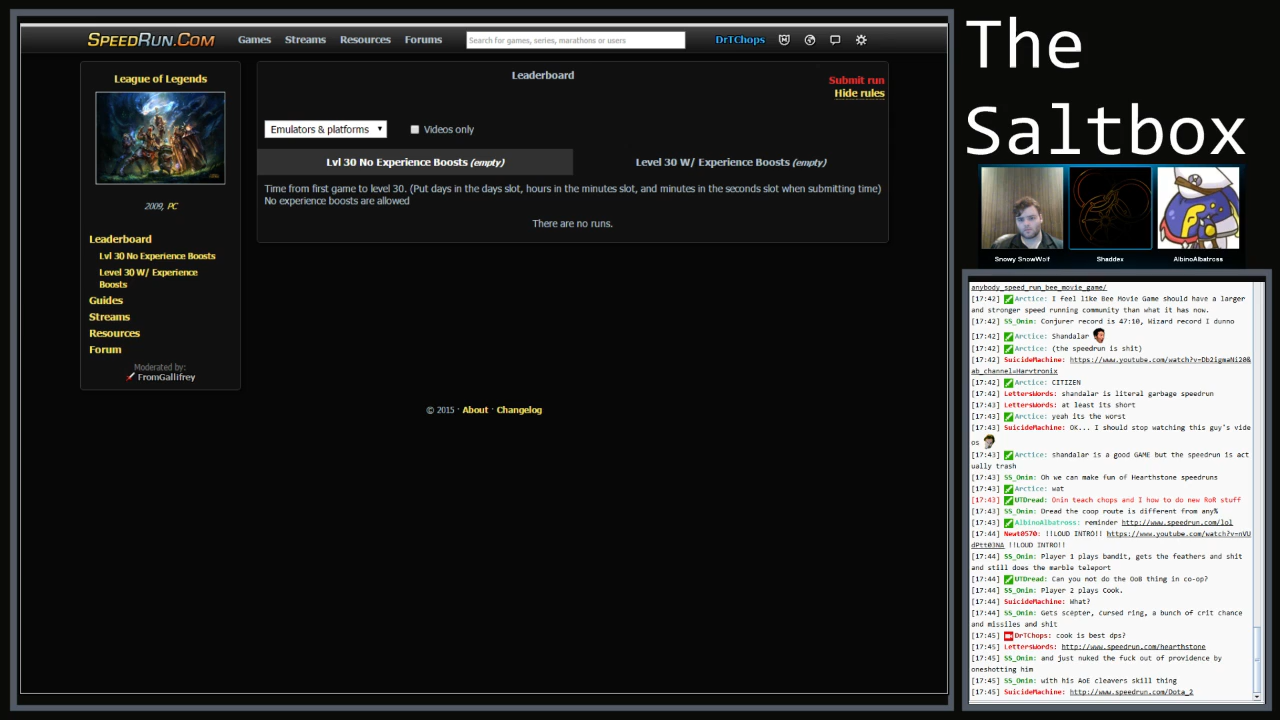 SPEEDRUN.COM Games Streams Resources Forums Search for games, series, marathons or users DrTChops
League of Legends
2009, PC
Leaderboard
Lvl 30 No Experience Boosts
Level 30 W/ Experience
Boosts
Guides
Streams
Resources
Forum
Moderated by:
FromGallifrey
Leaderboard
Submit run
Hide rules
Emulators & platforms Videos only
Lvl 30 No Experience Boosts (empty) Level 30 W/ Experience Boosts (empty)
Time from first game to level 30. (Put days in the days slot, hours in the minutes slot, and minutes in the seconds slot when submitting time)
No experience boosts are allowed
There are no runs.
© 2015 · About · Changelog
The
Saltbox
Snowy SnowWolf Shaddex AlbinoAlbatross
anybody_speed_run_bee_movie_game/
[17:42] Arctice: I feel like Bee Movie Game should have a larger
and stronger speed running community than what it has now.
[17:42] SS_Onin: Conjurer record is 47:10, Wizard record I dunno
[17:42] Arctice: Shandalar
[17:42] Arctice: (the speedrun is shit)
[17:42] SuicideMachine: https://www.youtube.com/watch?v=Db2igmaNi20&
ab_channel=Harvtronix
[17:42] Arctice: CITIZEN
[17:42] LettersWords: shandalar is literal garbage speedrun
[17:43] LettersWords: at least its short
[17:43] Arctice: yeah its the worst
[17:43] SuicideMachine: OK... I should stop watching this guy's vide
os
[17:43] Arctice: shandalar is a good GAME but the speedrun is act
ually trash
[17:43] SS_Onin: Oh we can make fun of Hearthstone speedruns
[17:43] Arctice: wat
[17:43] UTDread: Onin teach chops and I how to do new RoR stuff
[17:43] SS_Onin: Dread the coop route is different from any%
[17:43] AlbinoAlbatross: reminder http://www.speedrun.com/lol
[17:44] Newt0570: !!LOUD INTRO!! https://www.youtube.com/watch?v=nVU
dPtt0JNA !!LOUD INTRO!!
[17:44] SS_Onin: Player 1 plays bandit, gets the feathers and shit
and still does the marble teleport
[17:44] UTDread: Can you not do the OoB thing in co-op?
[17:44] SS_Onin: Player 2 plays Cook.
[17:44] SuicideMachine: What?
[17:44] SS_Onin: Gets scepter, cursed ring, a bunch of crit chance
and missiles and shit
[17:45] DrTChops: cook is best dps?
[17:45] LettersWords: http://www.speedrun.com/hearthstone
[17:45] SS_Onin: and just nuked the fuck out of providence by
oneshotting him
[17:45] SS_Onin: with his AoE cleavers skill thing
[17:45] SuicideMachine: http://www.speedrun.com/Dota_2